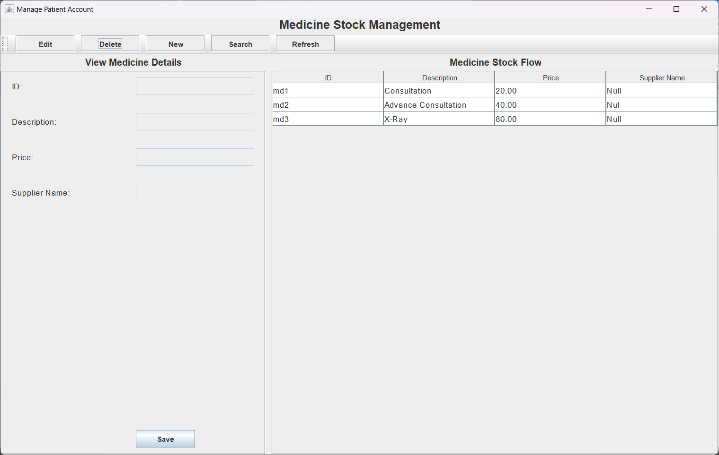 Manage Patient Account
Medicine Stock Management
Edit Delete New Search Refresh
View Medicine Details
ID:
Description:
Price:
Supplier Name:
Save
Medicine Stock Flow
ID Description Price Supplier Name
md1 Consultation 20.00 Null
md2 Advance Consultation 40.00 Nul
md3 X-Ray 80.00 Null